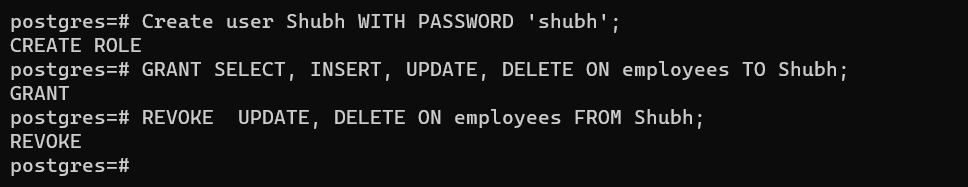 postgres=# Create user Shubh WITH PASSWORD 'shubh';
CREATE ROLE
postgres=# GRANT SELECT, INSERT, UPDATE, DELETE ON employees TO Shubh;
GRANT
postgres=# REVOKE  UPDATE, DELETE ON employees FROM Shubh;
REVOKE
postgres=#